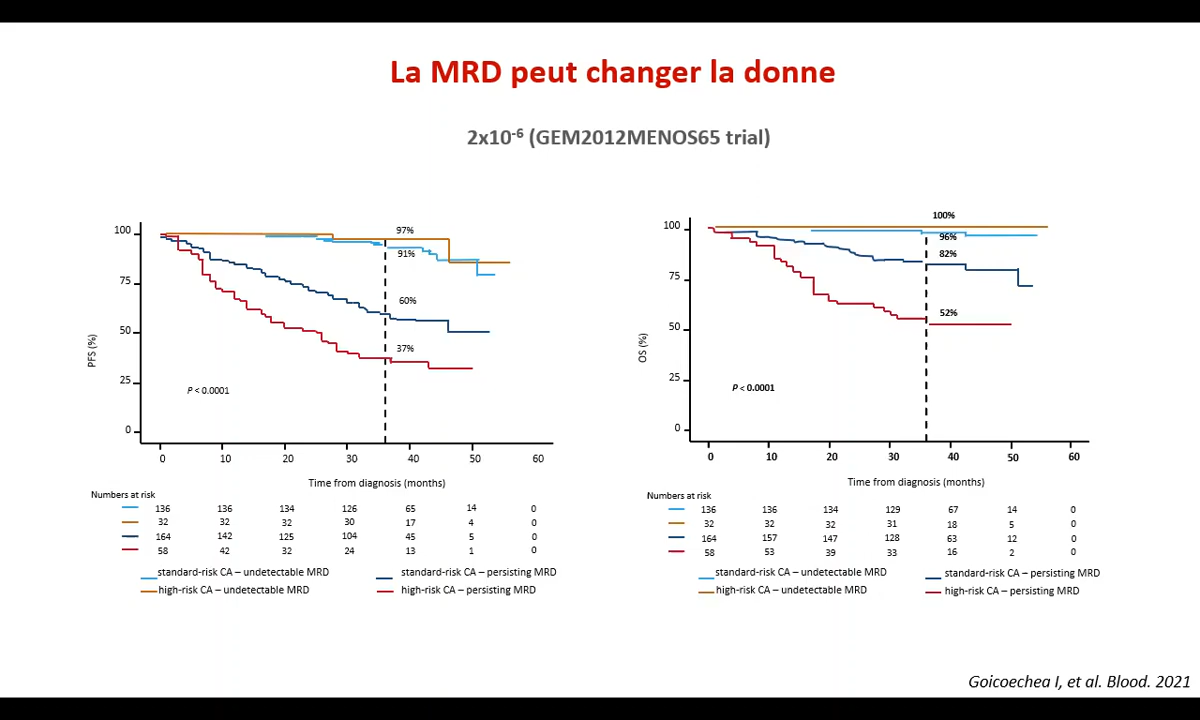 La MRD peut changer la donne
2x10-6 (GEM2012MENOS65 trial)
100
75
50
25
0
PFS (%)
97%
91%
60%
37%
P < 0.0001
0 10 20 30 40 50 60
Time from diagnosis (months)
Numbers at risk
136 136 134 126 65 14 0
32 32 32 30 17 4 0
164 142 125 104 45 5 0
58 42 32 24 13 1 0
standard-risk CA – undetectable MRD
high-risk CA – undetectable MRD
standard-risk CA – persisting MRD
high-risk CA – persisting MRD
100
75
50
25
0
OS (%)
100%
96%
82%
52%
P < 0.0001
0 10 20 30 40 50 60
Time from diagnosis (months)
Numbers at risk
136 136 134 129 67 14 0
32 32 32 31 18 5 0
164 157 147 128 63 12 0
58 53 39 33 16 2 0
standard-risk CA – undetectable MRD
high-risk CA – undetectable MRD
standard-risk CA – persisting MRD
high-risk CA – persisting MRD
Goicoechea I, et al. Blood. 2021